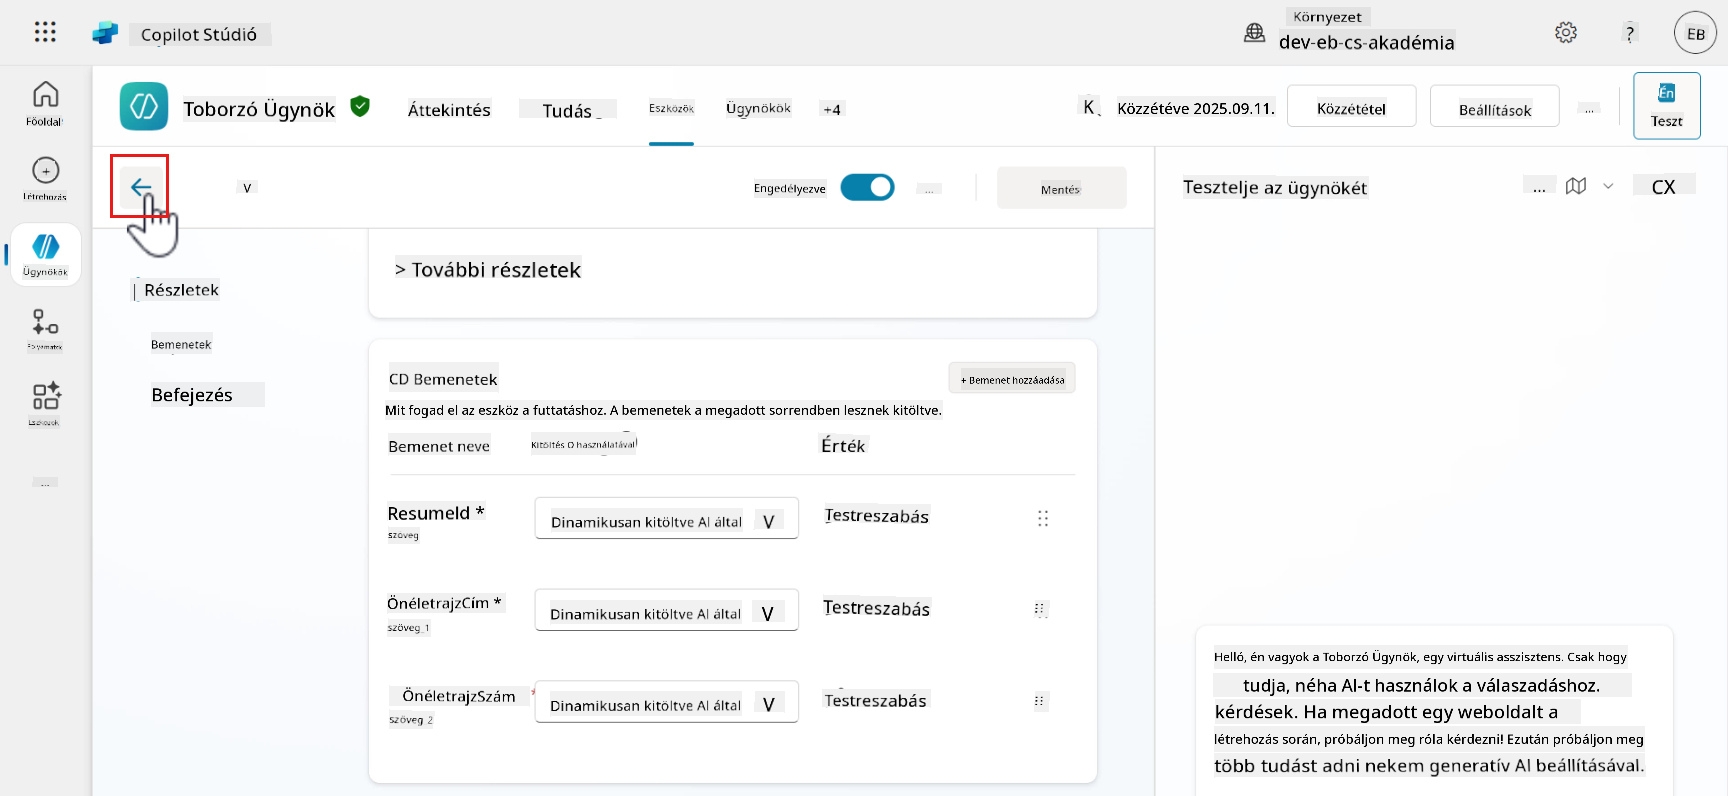 Copilot Stúdió
Környezet
dev-eb-cs-akadémia
?
EB
Főoldal
Létrehozás
Ügynökök
Eszközök
...
Toborzó Ügynök
Áttekintés
Tudás
Eszközök
Ügynökök
+4
K
Közzétéve 2025.09.11.
Közzététel
Beállítások
...
Én
Teszt
V
Engedélyezve
...
Mentés
Tesztelje az ügynökét
...
CX
| Részletek
Bemenetek
Befejezés
> További részletek
CD Bemenetek
+ Bemenet hozzáadása
Mit fogad el az eszköz a futtatáshoz. A bemenetek a megadott sorrendben lesznek kitöltve.
Bemenet neve
Kitöltés O használatával
Érték
ResumeId *
szöveg
Dinamikusan kitöltve AI által V
Testreszabás
ÖnéletrajzCím *
szöveg_1
Dinamikusan kitöltve AI által V
Testreszabás
ÖnéletrajzSzám *
szöveg 2
Dinamikusan kitöltve AI által V
Testreszabás
Helló, én vagyok a Toborzó Ügynök, egy virtuális asszisztens. Csak hogy
tudja, néha AI-t használok a válaszadáshoz.
kérdések. Ha megadott egy weboldalt a
létrehozás során, próbáljon meg róla kérdezni! Ezután próbáljon meg
több tudást adni nekem generatív AI beállításával.